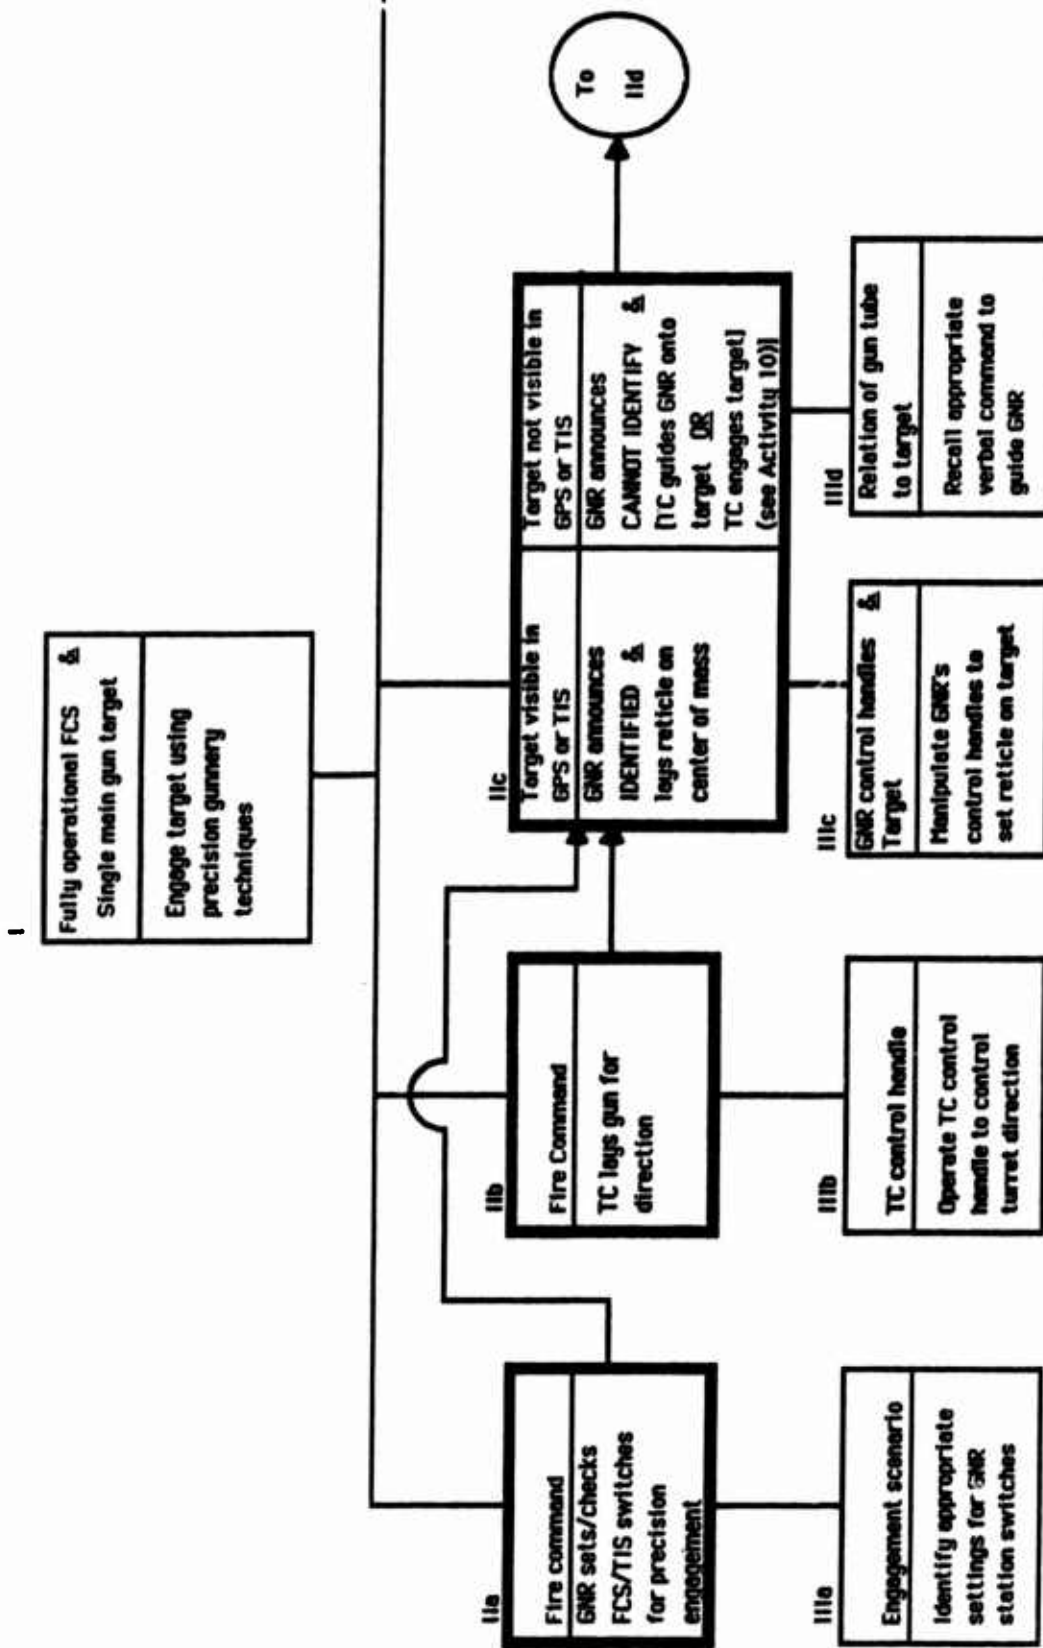 I
Fully operational FCS &
Single main gun target
Engage target using
precision gunnery
techniques
IIa
Fire command
GNR sets/checks
FCS/TIS switches
for precision
engagement
IIb
Fire Command
TC lays gun for
direction
IIc
Target visible in
GPS or TIS
GNR announces
IDENTIFIED &
lays reticle on
center of mass
Target not visible in
GPS or TIS
GNR announces
CANNOT IDENTIFY &
[TC guides GNR onto
target OR
TC engages target]
(see Activity 10)]
To
IId
IIIa
Engagement scenario
Identify appropriate
settings for GNR
station switches
IIIb
TC control handle
Operate TC control
handle to control
turret direction
IIIc
GNR control handles &
Target
Manipulate GNR's
control handles to
set reticle on target
IIId
Relation of gun tube
to target
Recall appropriate
verbal command to
guide GNR